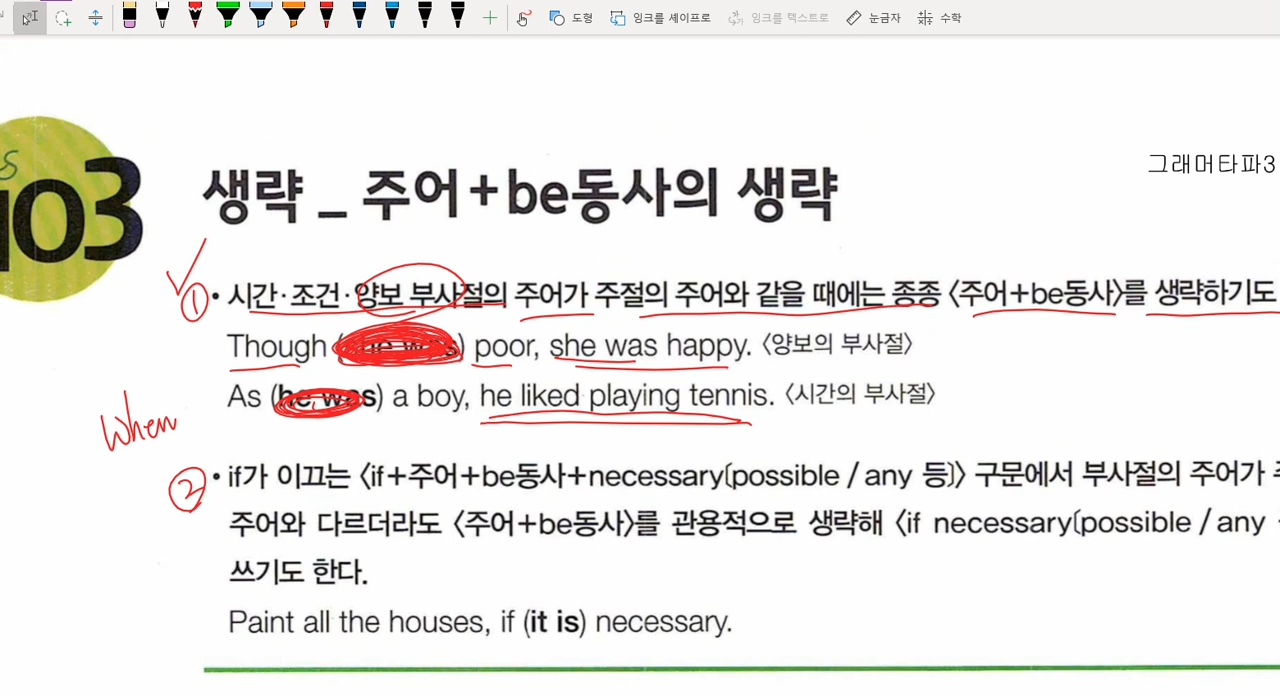 도형 잉크를 셰이프로 잉크를 텍스트로 눈금자 수학
그래머타파3
103
생략 _ 주어+be동사의 생략
① • 시간·조건·양보 부사절의 주어가 주절의 주어와 같을 때에는 종종 〈주어+be동사〉를 생략하기도
Though (she was) poor, she was happy. 〈양보의 부사절〉
As (he was) a boy, he liked playing tennis. 〈시간의 부사절〉
When
② • if가 이끄는 〈if+주어+be동사+necessary(possible / any 등)〉 구문에서 부사절의 주어가
주어와 다르더라도 〈주어+be동사〉를 관용적으로 생략해 〈if necessary(possible / any
쓰기도 한다.
Paint all the houses, if (it is) necessary.